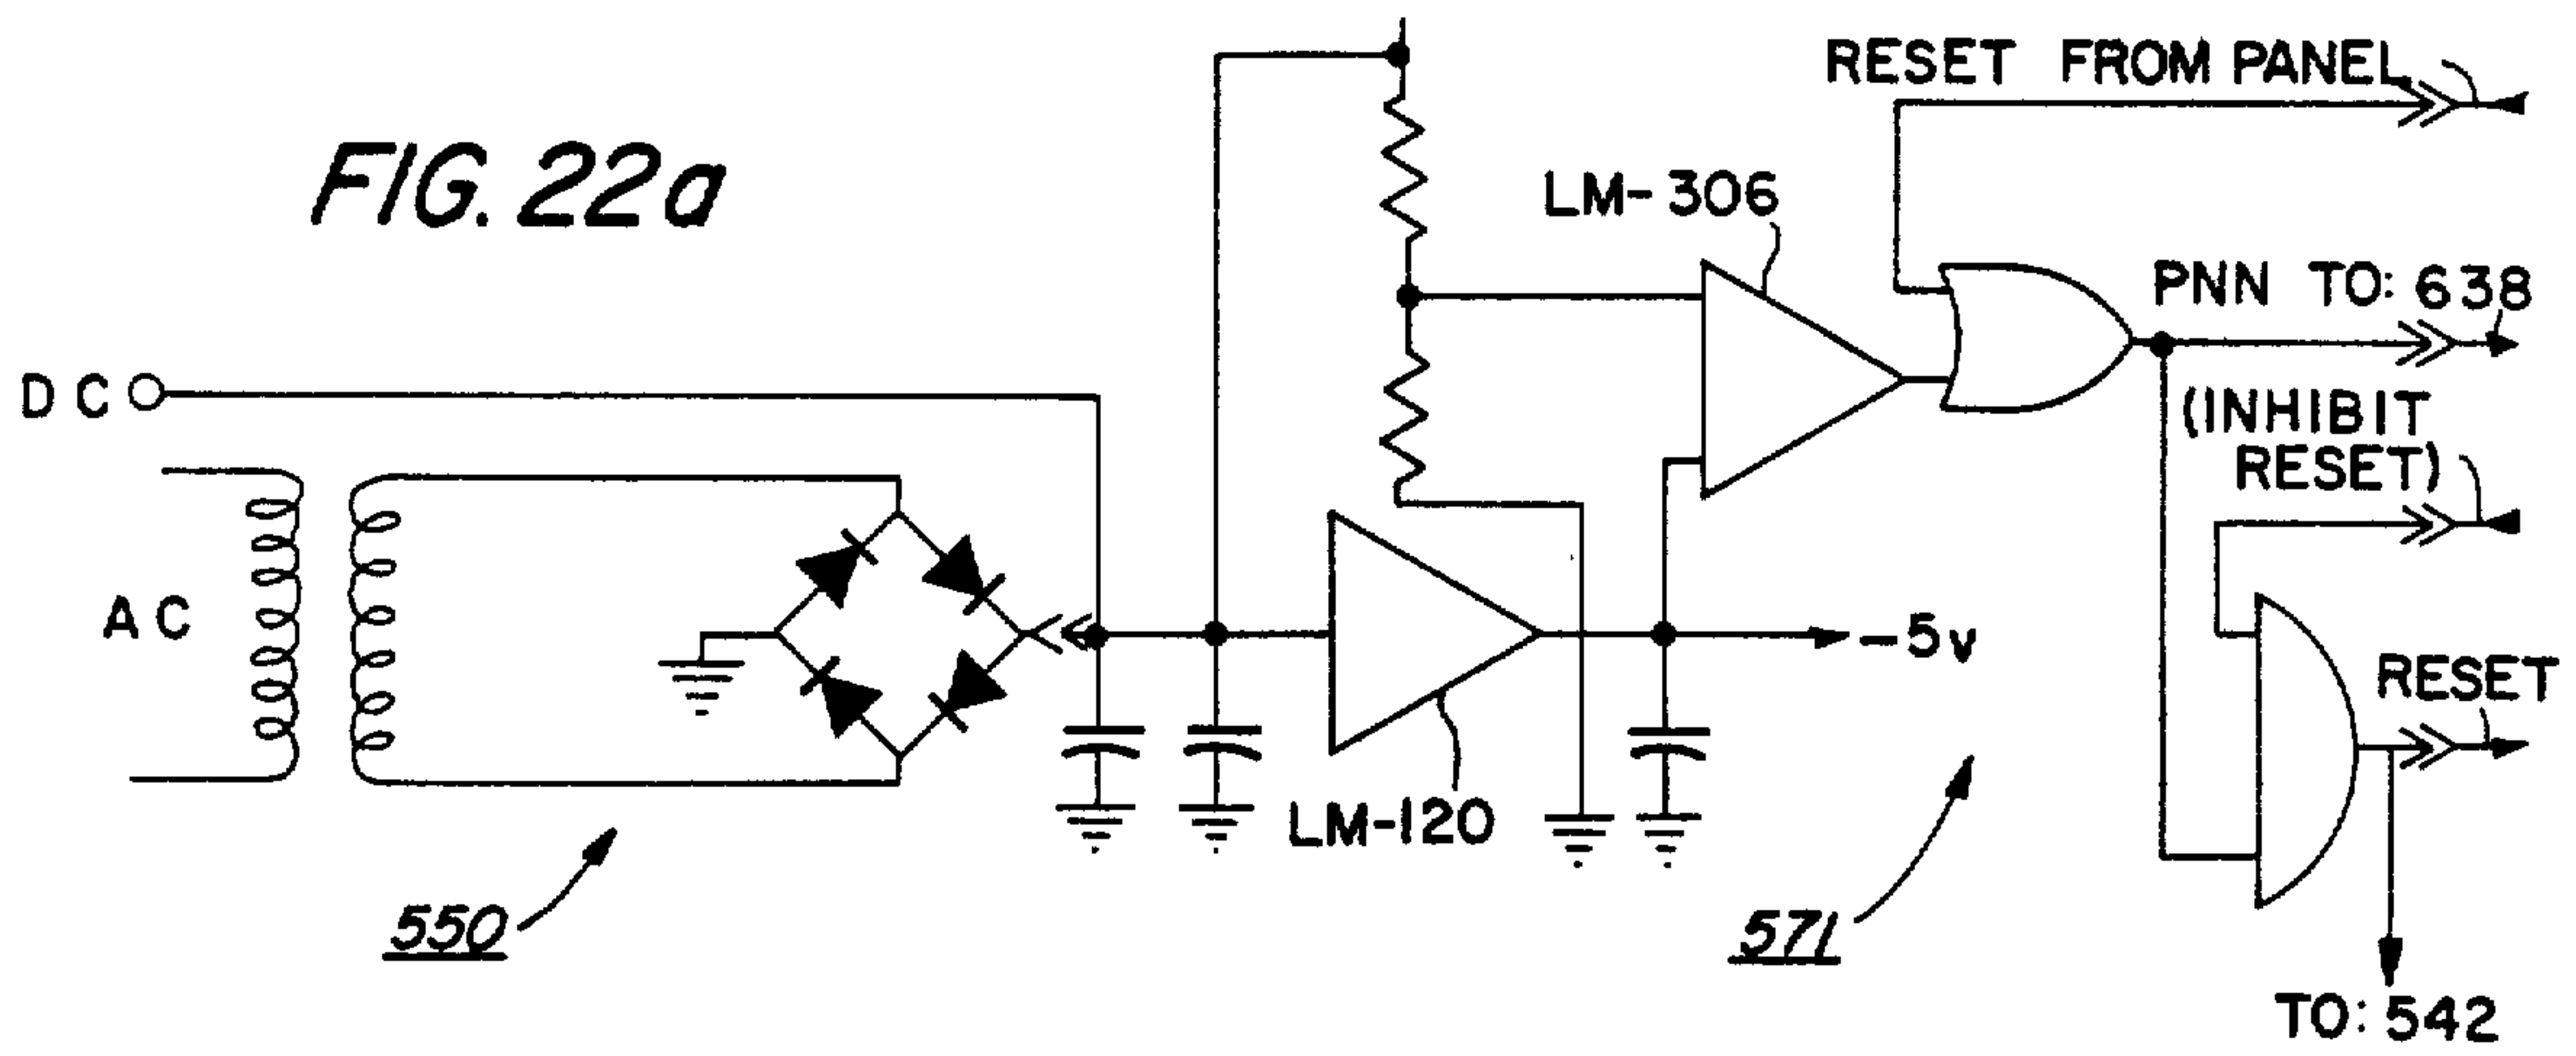 RESET FROM PANEL
FIG. 22a
LM-306
PNN TO: 638
DC
(INHIBIT
RESET)
AC
-5v
RESET
LM-120
550
571
TO: 542